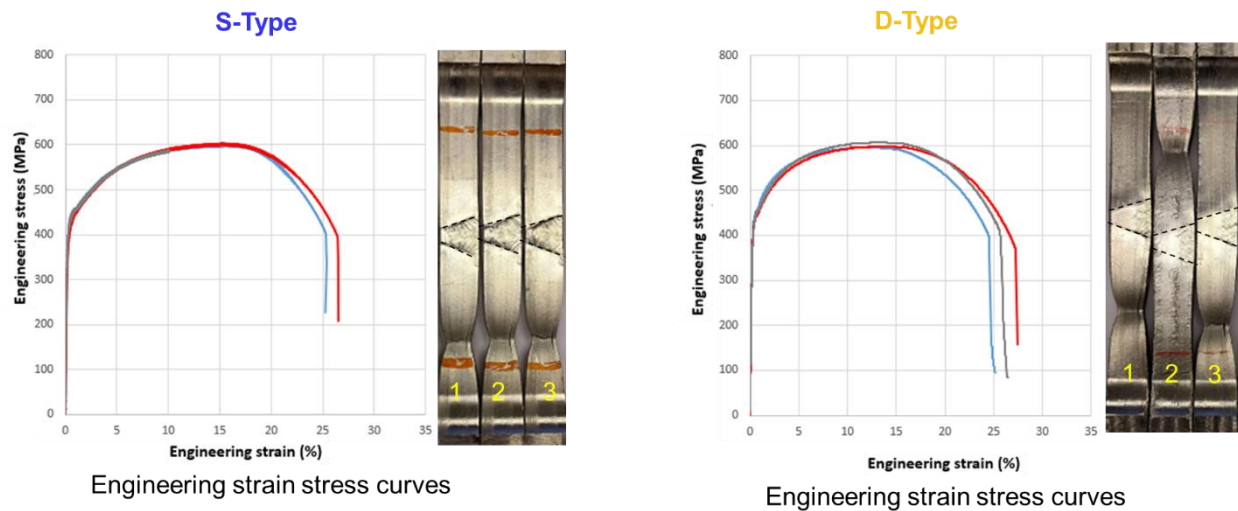 S-Type
Engineering stress (MPa)
800
700
600
500
400
300
200
100
0
0 5 10 15 20 25 30 35
Engineering strain (%)
1 2 3
Engineering strain stress curves
D-Type
Engineering stress (MPa)
800
700
600
500
400
300
200
100
0
0 5 10 15 20 25 30 35
Engineering strain (%)
1 2 3
Engineering strain stress curves